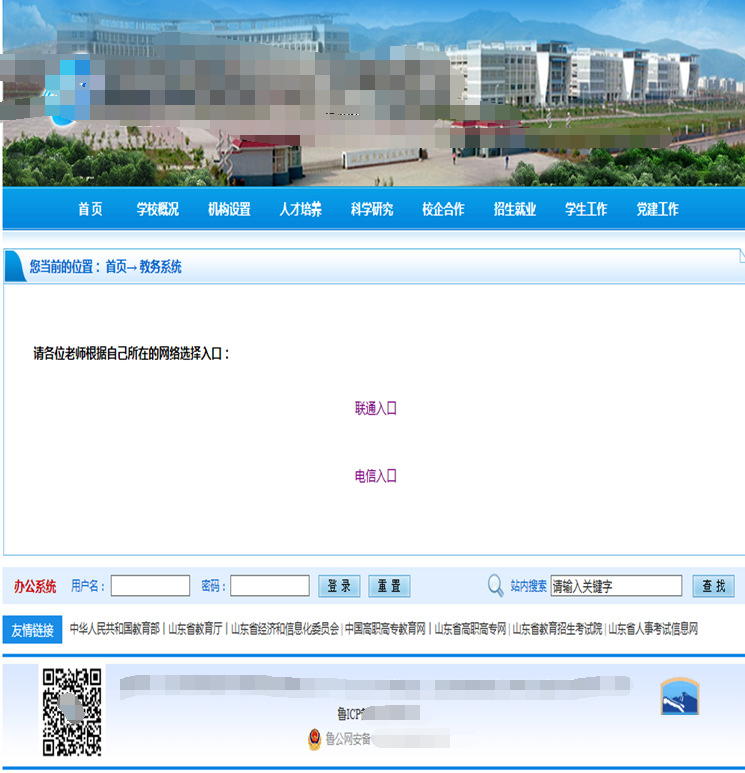 首 页 学校概况 机构设置 人才培养 科学研究 校企合作 招生就业 学生工作 党建工作
您当前的位置： 首页→ 教务系统
请各位老师根据自己所在的网络选择入口：
联通入口
电信入口
办公系统 用户名： 密码： 登 录 重 置 站内搜索 请输入关键字 查 找
友情链接 中华人民共和国教育部 | 山东省教育厅 | 山东省经济和信息化委员会 | 中国高职高专教育网 | 山东省高职高专网 | 山东省教育招生考试院 | 山东省人事考试信息网
鲁ICP
鲁公网安备